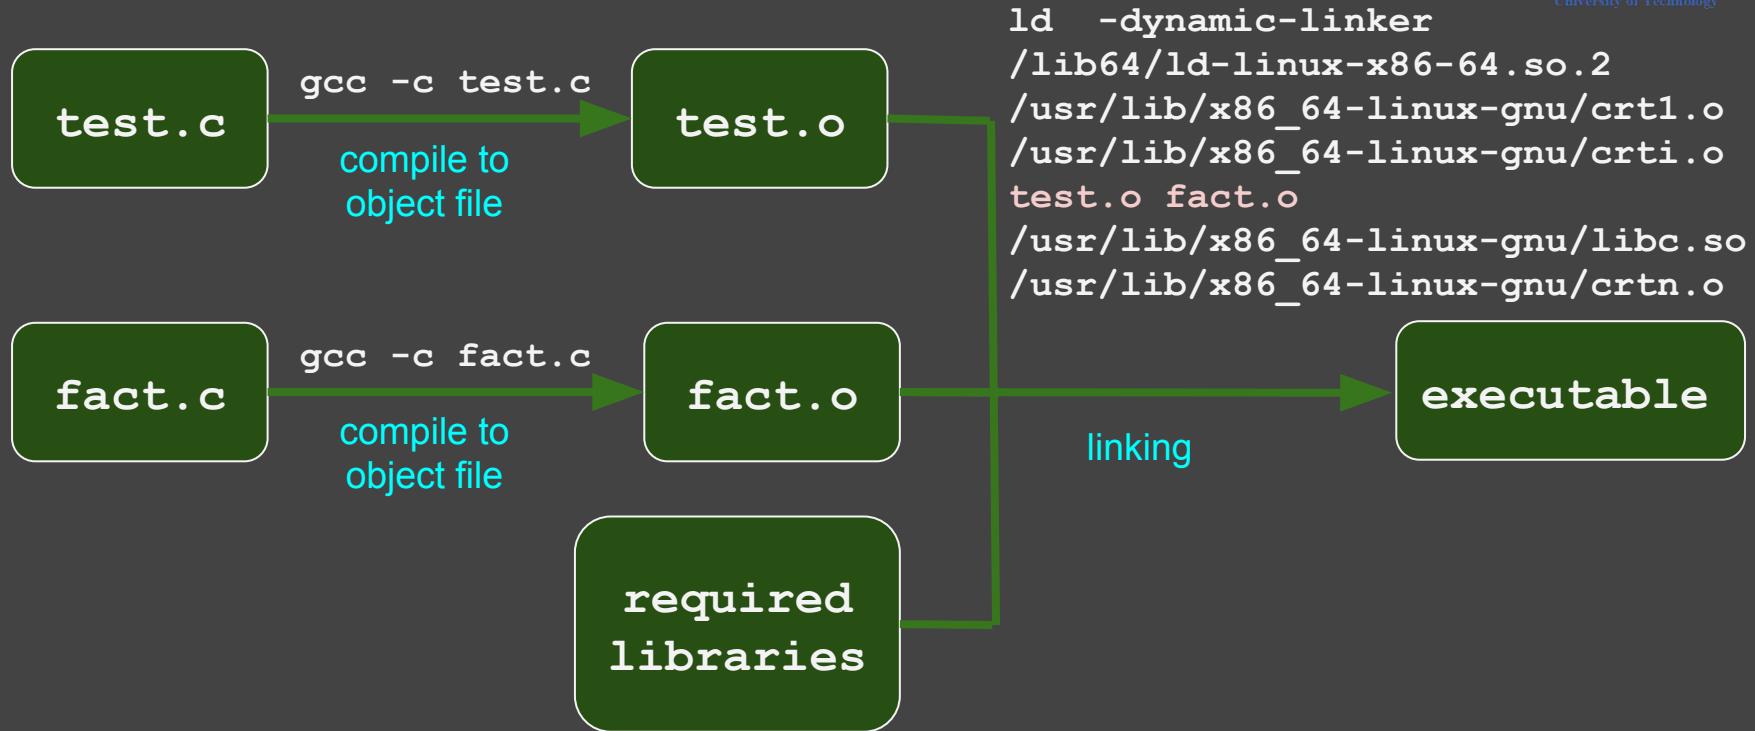 University of Technology
ld -dynamic-linker
/lib64/ld-linux-x86-64.so.2
/usr/lib/x86_64-linux-gnu/crt1.o
/usr/lib/x86_64-linux-gnu/crti.o
test.o fact.o
/usr/lib/x86_64-linux-gnu/libc.so
/usr/lib/x86_64-linux-gnu/crtn.o
test.c
gcc -c test.c
compile to
object file
test.o
fact.c
gcc -c fact.c
compile to
object file
fact.o
linking
executable
required
libraries